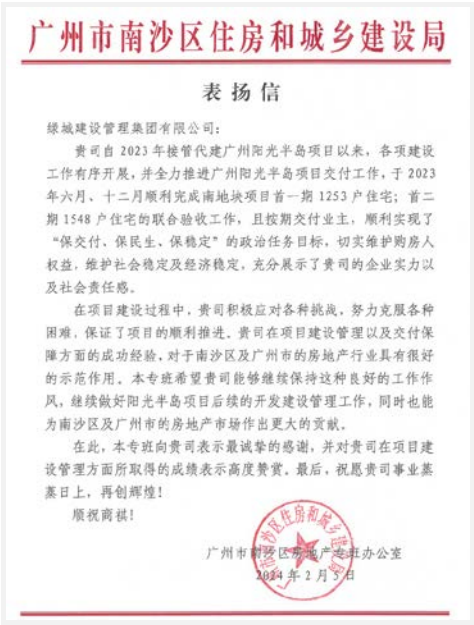 广州市南沙区住房和城乡建设局
表扬信
绿城建设管理集团有限公司：
贵司自2023年接管代建广州阳光半岛项目以来，各项建设
工作有序开展，并全力推进广州阳光半岛项目交付工作，于2023
年六月、十二月顺利完成南地块项目首一期1253户住宅；首二
期1548户住宅的联合验收工作，且按期交付业主，顺利实现了
“保交付、保民生、保稳定”的政治任务目标，切实维护购房人
权益，维护社会稳定及经济稳定，充分展示了贵司的企业实力以
及社会责任感。
在项目建设过程中，贵司积极应对各种挑战，努力克服各种
困难，保证了项目的顺利推进。贵司在项目建设管理以及交付保
障方面的成功经验，对于南沙区及广州市的房地产行业具有很好
的示范作用。本专班希望贵司能够继续保持这种良好的工作作
风，继续做好阳光半岛项目后续的开发建设管理工作，同时也能
为南沙区及广州市的房地产市场作出更大的贡献。
在此，本专班向贵司表示最诚挚的感谢，并对贵司在项目建
设管理方面所取得的成绩表示高度赞赏。最后，祝愿贵司事业蒸
蒸日上，再创辉煌！
顺祝商祺！
广州市南沙区住房和城乡建设局
广州市南沙区房地产专班办公室
2024年2月5日